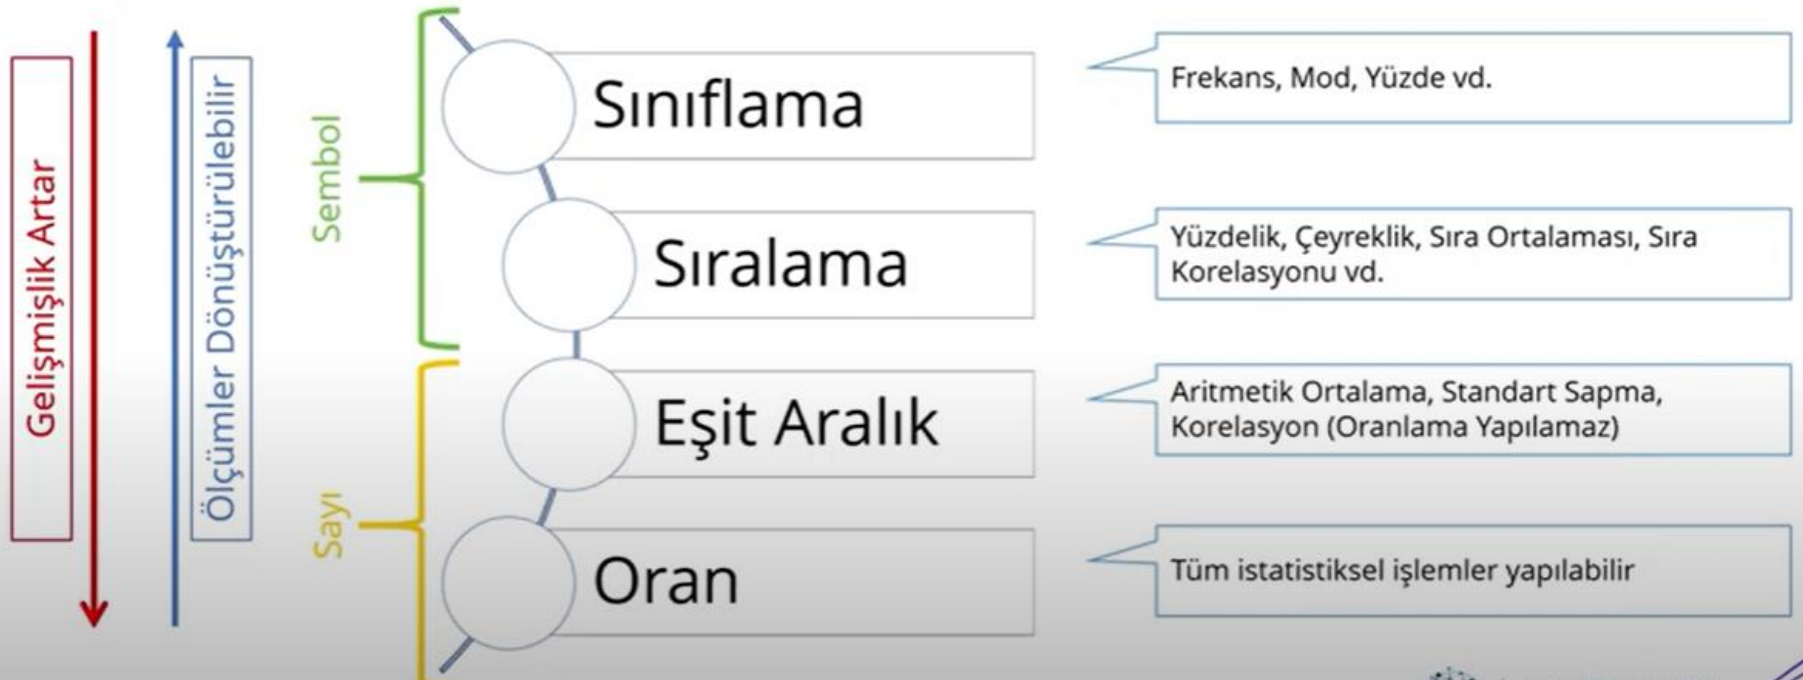 Gelişmişlik Artar
Ölçümler Dönüştürülebilir
Sembol
Sınıflama
Frekans, Mod, Yüzde vd.
Sıralama
Yüzdelik, Çeyreklik, Sıra Ortalaması, Sıra
Korelasyonu vd.
Sayı
Eşit Aralık
Aritmetik Ortalama, Standart Sapma,
Korelasyon (Oranlama Yapılamaz)
Oran
Tüm istatistiksel işlemler yapılabilir